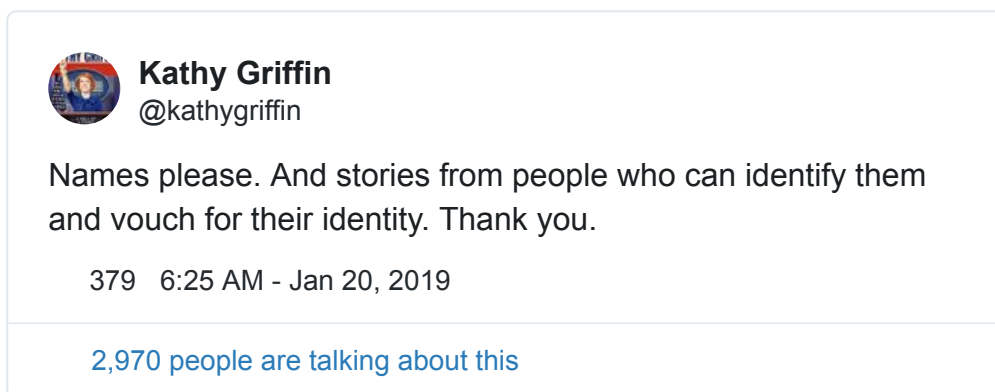 Kathy Griffin
@kathygriffin
Names please. And stories from people who can identify them
and vouch for their identity. Thank you.
379 6:25 AM - Jan 20, 2019
2,970 people are talking about this